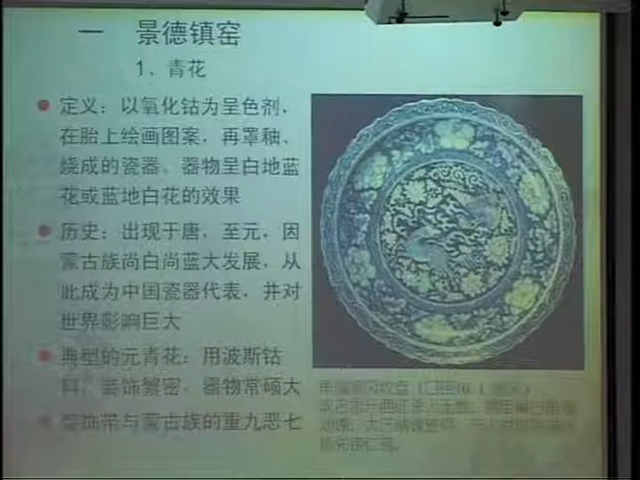 一 景德镇窑
1、青花
定义：以氧化钴为呈色剂，
在胎上绘画图案，再罩釉、
烧成的瓷器。器物呈白地蓝
花或蓝地白花的效果
历史：出现于唐，至元，因
蒙古族尚白尚蓝大发展，从
此成为中国瓷器代表，并对
世界影响巨大
典型的元青花：用波斯钴
料，装饰繁密，器物常硕大
装饰带与蒙古族的重九恶七